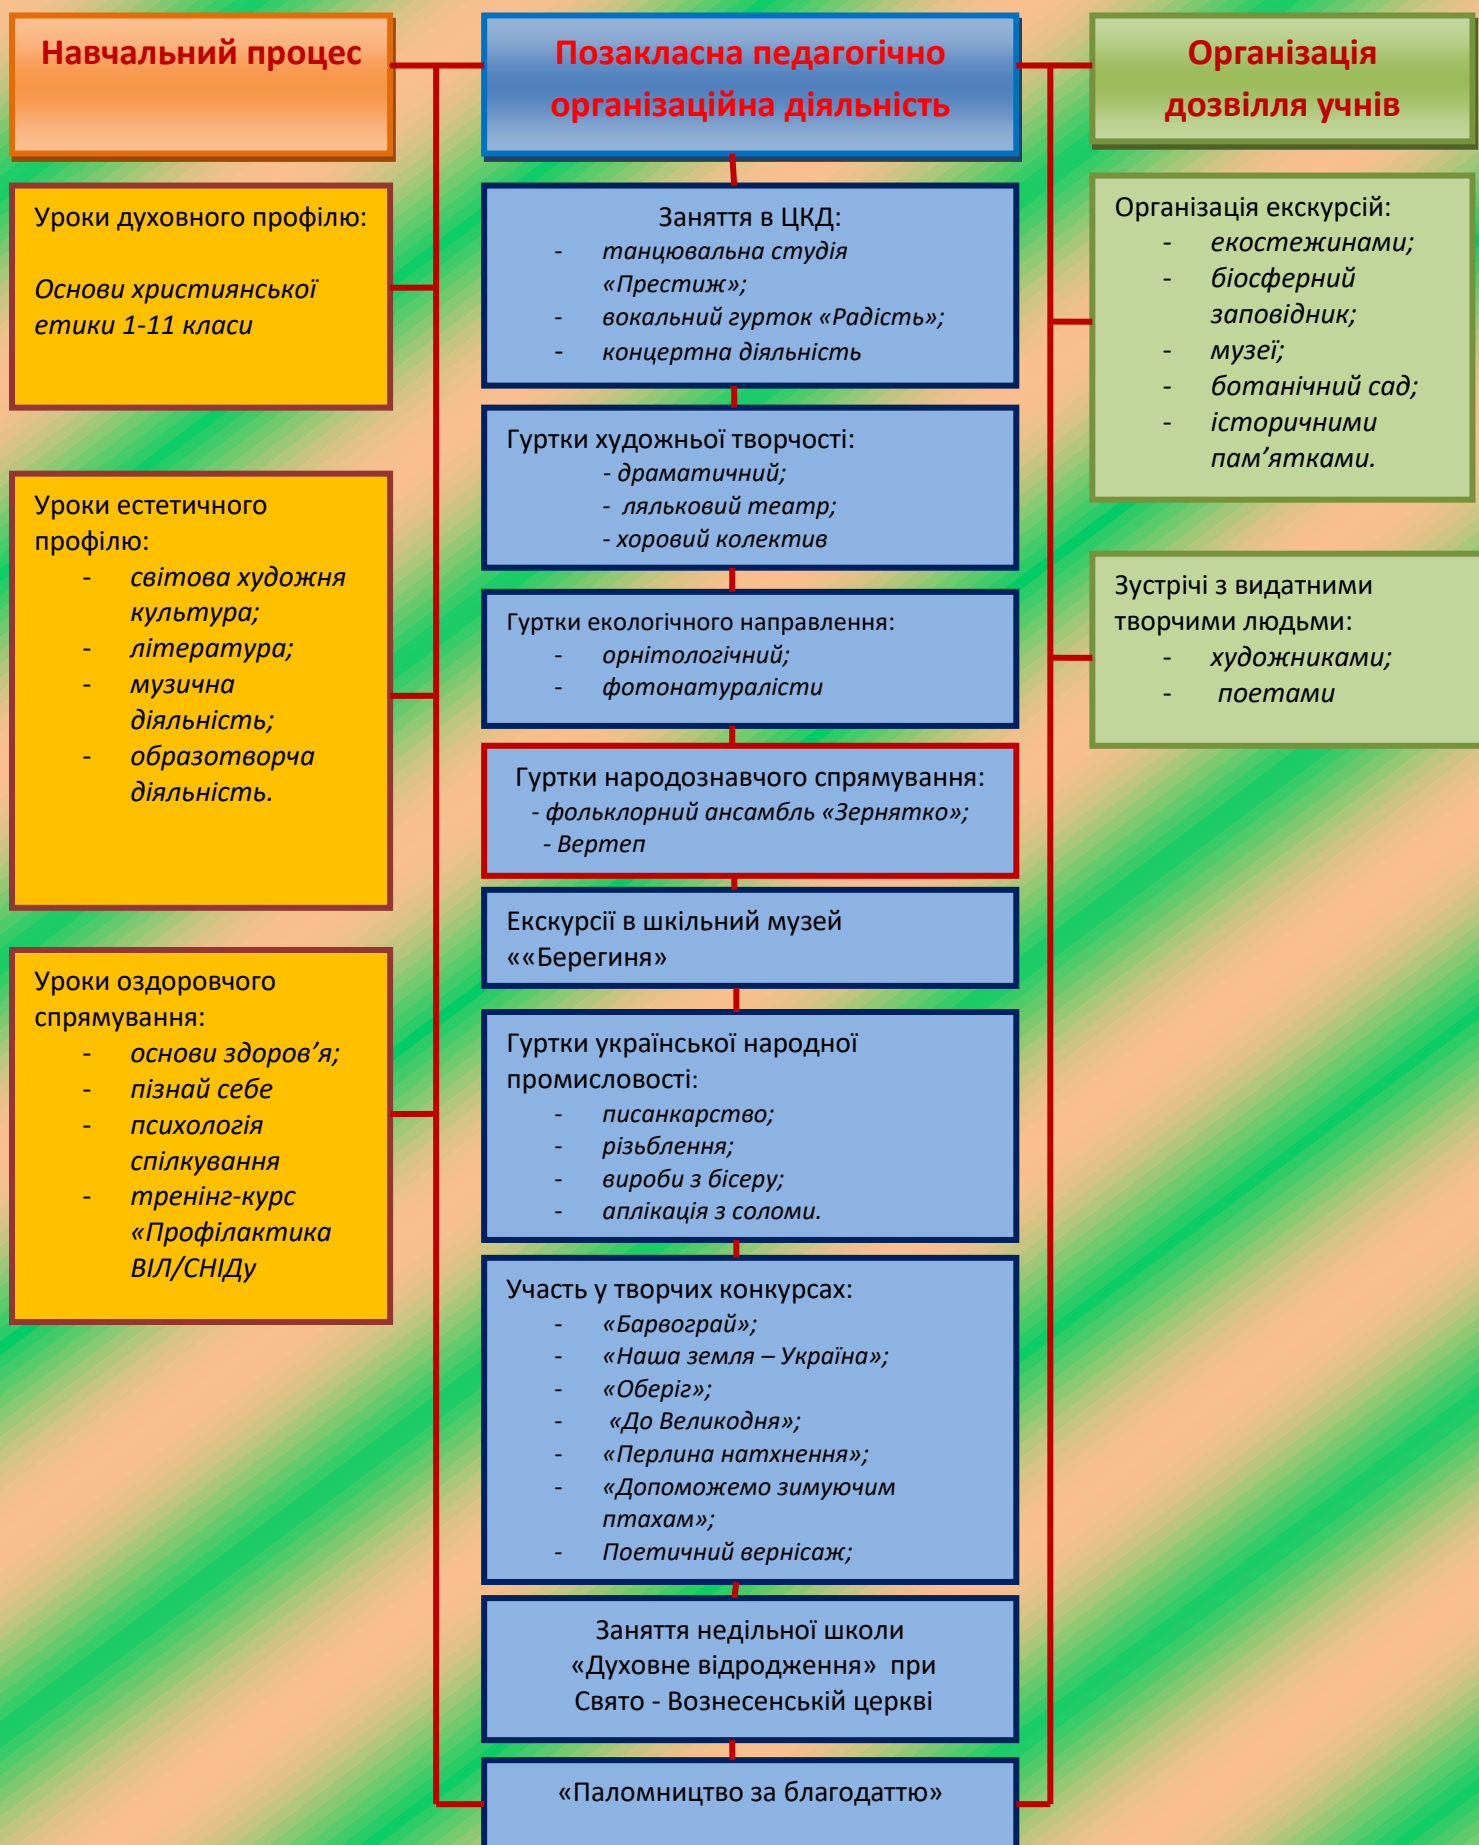 Навчальний процес
Уроки духовного профілю:
Основи християнської
етики 1-11 класи
Уроки естетичного
профілю:
- світова художня
культура;
- література;
- музична
діяльність;
- образотворча
діяльність.
Уроки оздоровчого
спрямування:
- основи здоров’я;
- пізнай себе
- психологія
спілкування
- тренінг-курс
«Профілактика
ВІЛ/СНІДу
Позакласна педагогічно
організаційна діяльність
Заняття в ЦКД:
- танцювальна студія
«Престиж»;
- вокальний гурток «Радість»;
- концертна діяльність
Гуртки художньої творчості:
- драматичний;
- ляльковий театр;
- хоровий колектив
Гуртки екологічного направлення:
- орнітологічний;
- фотонатуралісти
Гуртки народознавчого спрямування:
- фольклорний ансамбль «Зернятко»;
- Вертеп
Екскурсії в шкільний музей
««Берегиня»
Гуртки української народної
промисловості:
- писанкарство;
- різьблення;
- вироби з бісеру;
- аплікація з соломи.
Участь у творчих конкурсах:
- «Барвограй»;
- «Наша земля – Україна»;
- «Оберіг»;
- «До Великодня»;
- «Перлина натхнення»;
- «Допоможемо зимуючим
птахам»;
- Поетичний вернісаж;
Заняття недільної школи
«Духовне відродження» при
Свято - Вознесенській церкві
«Паломництво за благодаттю»
Організація
дозвілля учнів
Організація екскурсій:
- екостежинами;
- біосферний
заповідник;
- музеї;
- ботанічний сад;
- історичними
пам’ятками.
Зустрічі з видатними
творчими людьми:
- художниками;
- поетами